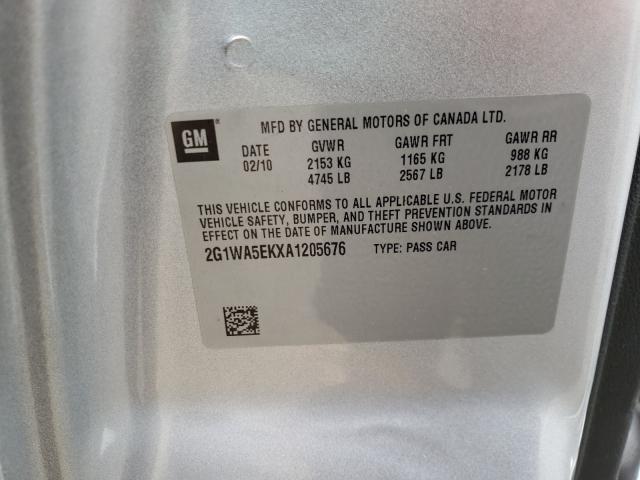 GM
MFD BY GENERAL MOTORS OF CANADA LTD.
DATE GVWR GAWR FRT GAWR RR
02/10 2153 KG 1165 KG 988 KG
4745 LB 2567 LB 2178 LB
THIS VEHICLE CONFORMS TO ALL APPLICABLE U.S. FEDERAL MOTOR
VEHICLE SAFETY, BUMPER, AND THEFT PREVENTION STANDARDS IN
EFFECT ON THE DATE OF MANUFACTURE SHOWN ABOVE.
2G1WA5EKXA1205676 TYPE: PASS CAR